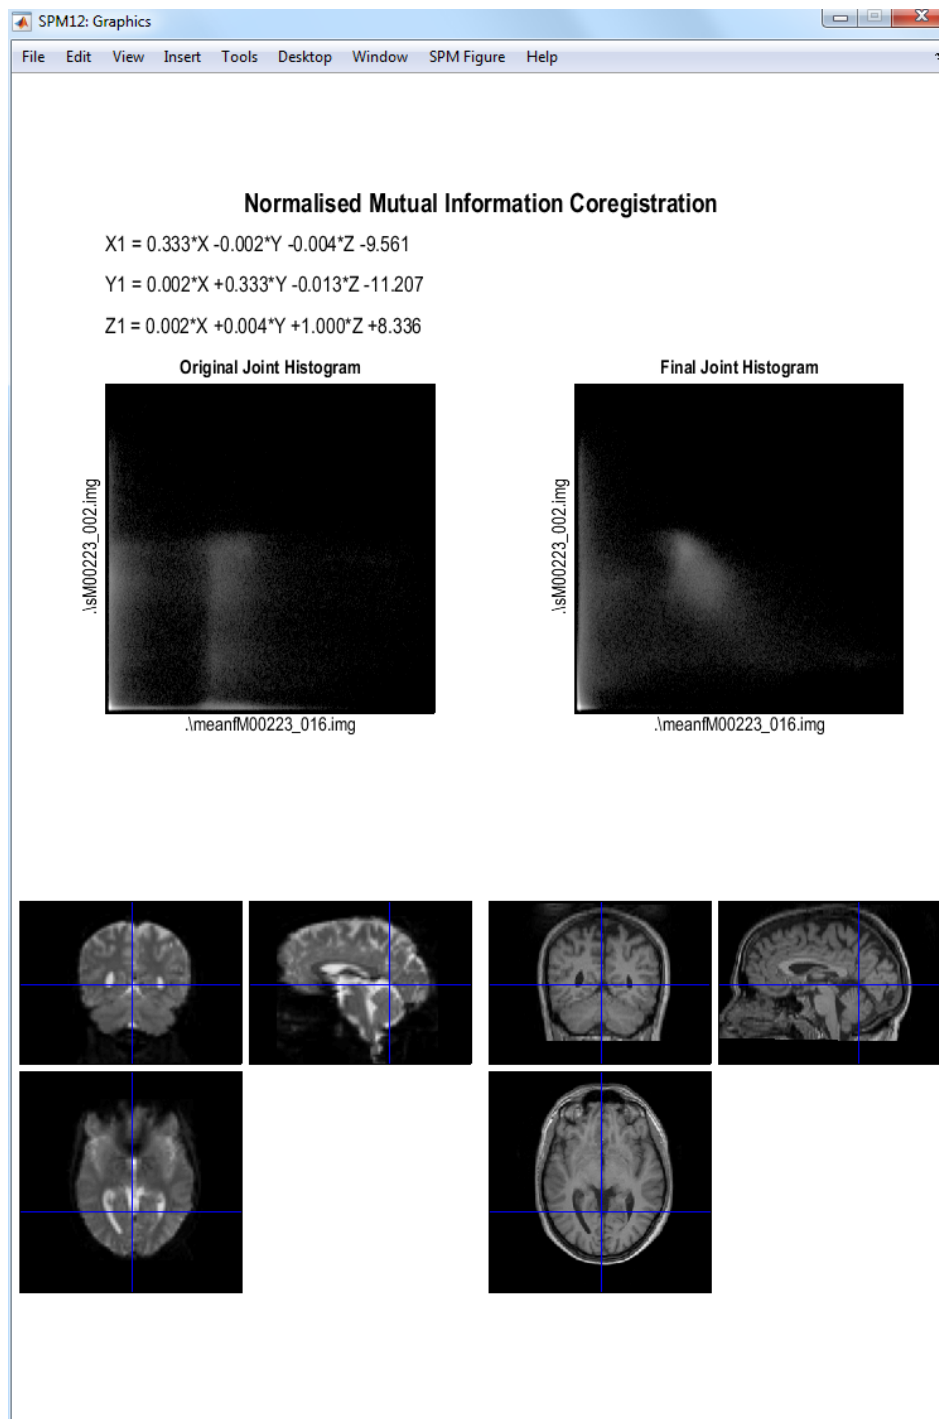 SPM12: Graphics
File Edit View Insert Tools Desktop Window SPM Figure Help
Normalised Mutual Information Coregistration
X1 = 0.333*X -0.002*Y -0.004*Z -9.561
Y1 = 0.002*X +0.333*Y -0.013*Z -11.207
Z1 = 0.002*X +0.004*Y +1.000*Z +8.336
Original Joint Histogram
Final Joint Histogram
.\sM00223_002.img
.\sM00223_002.img
.\meanfM00223_016.img
.\meanfM00223_016.img